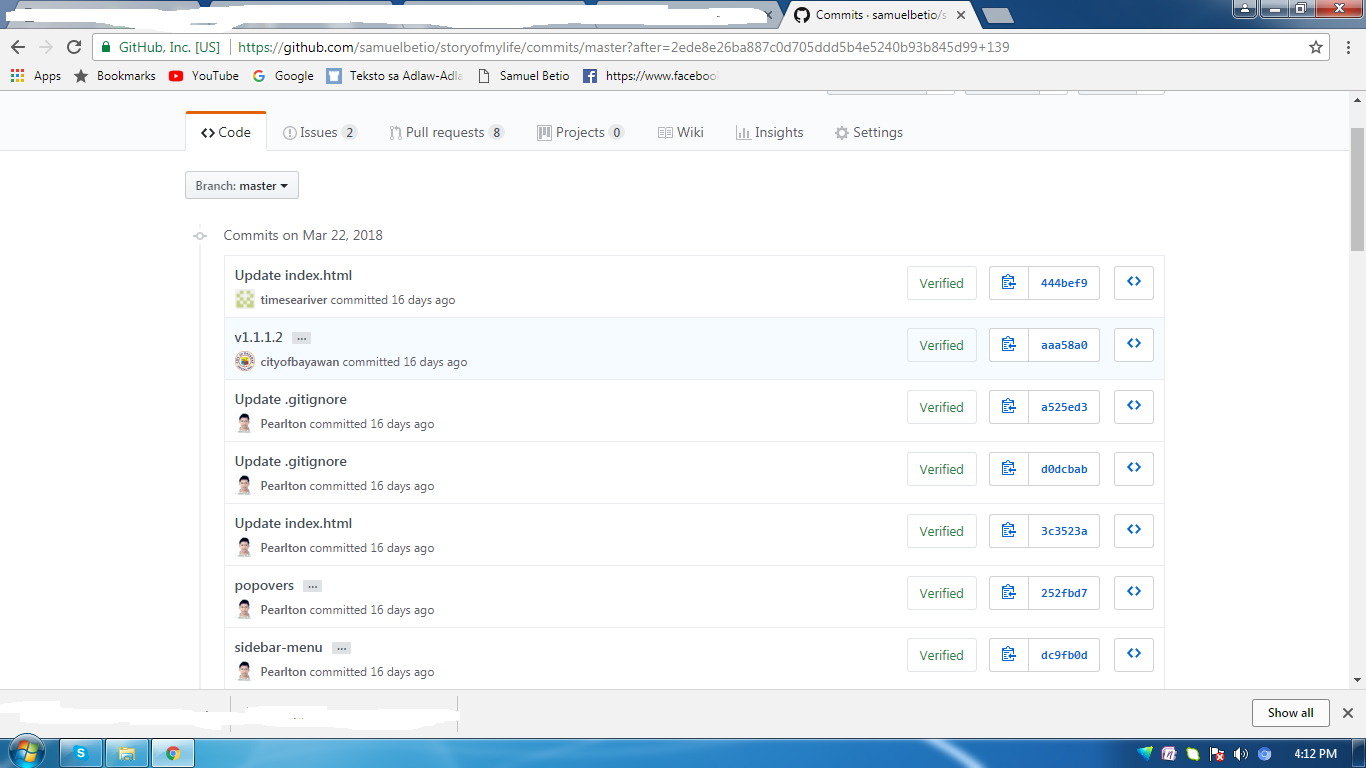 Commits · samuelbetio/s
GitHub, Inc. [US] https://github.com/samuelbetio/storyofmylife/commits/master?after=2ede8e26ba887c0d705ddd5b4e5240b93b845d99+139
Apps Bookmarks YouTube Google Teksto sa Adlaw-Adla Samuel Betio https://www.faceboo
Code Issues 2 Pull requests 8 Projects 0 Wiki Insights Settings
Branch: master
Commits on Mar 22, 2018
Update index.html
timeseariver committed 16 days ago
Verified 444bef9
v1.1.1.2 …
cityofbayawan committed 16 days ago
Verified aaa58a0
Update .gitignore
Pearlton committed 16 days ago
Verified a525ed3
Update .gitignore
Pearlton committed 16 days ago
Verified d0dcbab
Update index.html
Pearlton committed 16 days ago
Verified 3c3523a
popovers …
Pearlton committed 16 days ago
Verified 252fbd7
sidebar-menu …
Pearlton committed 16 days ago
Verified dc9fb0d
Show all
4:12 PM